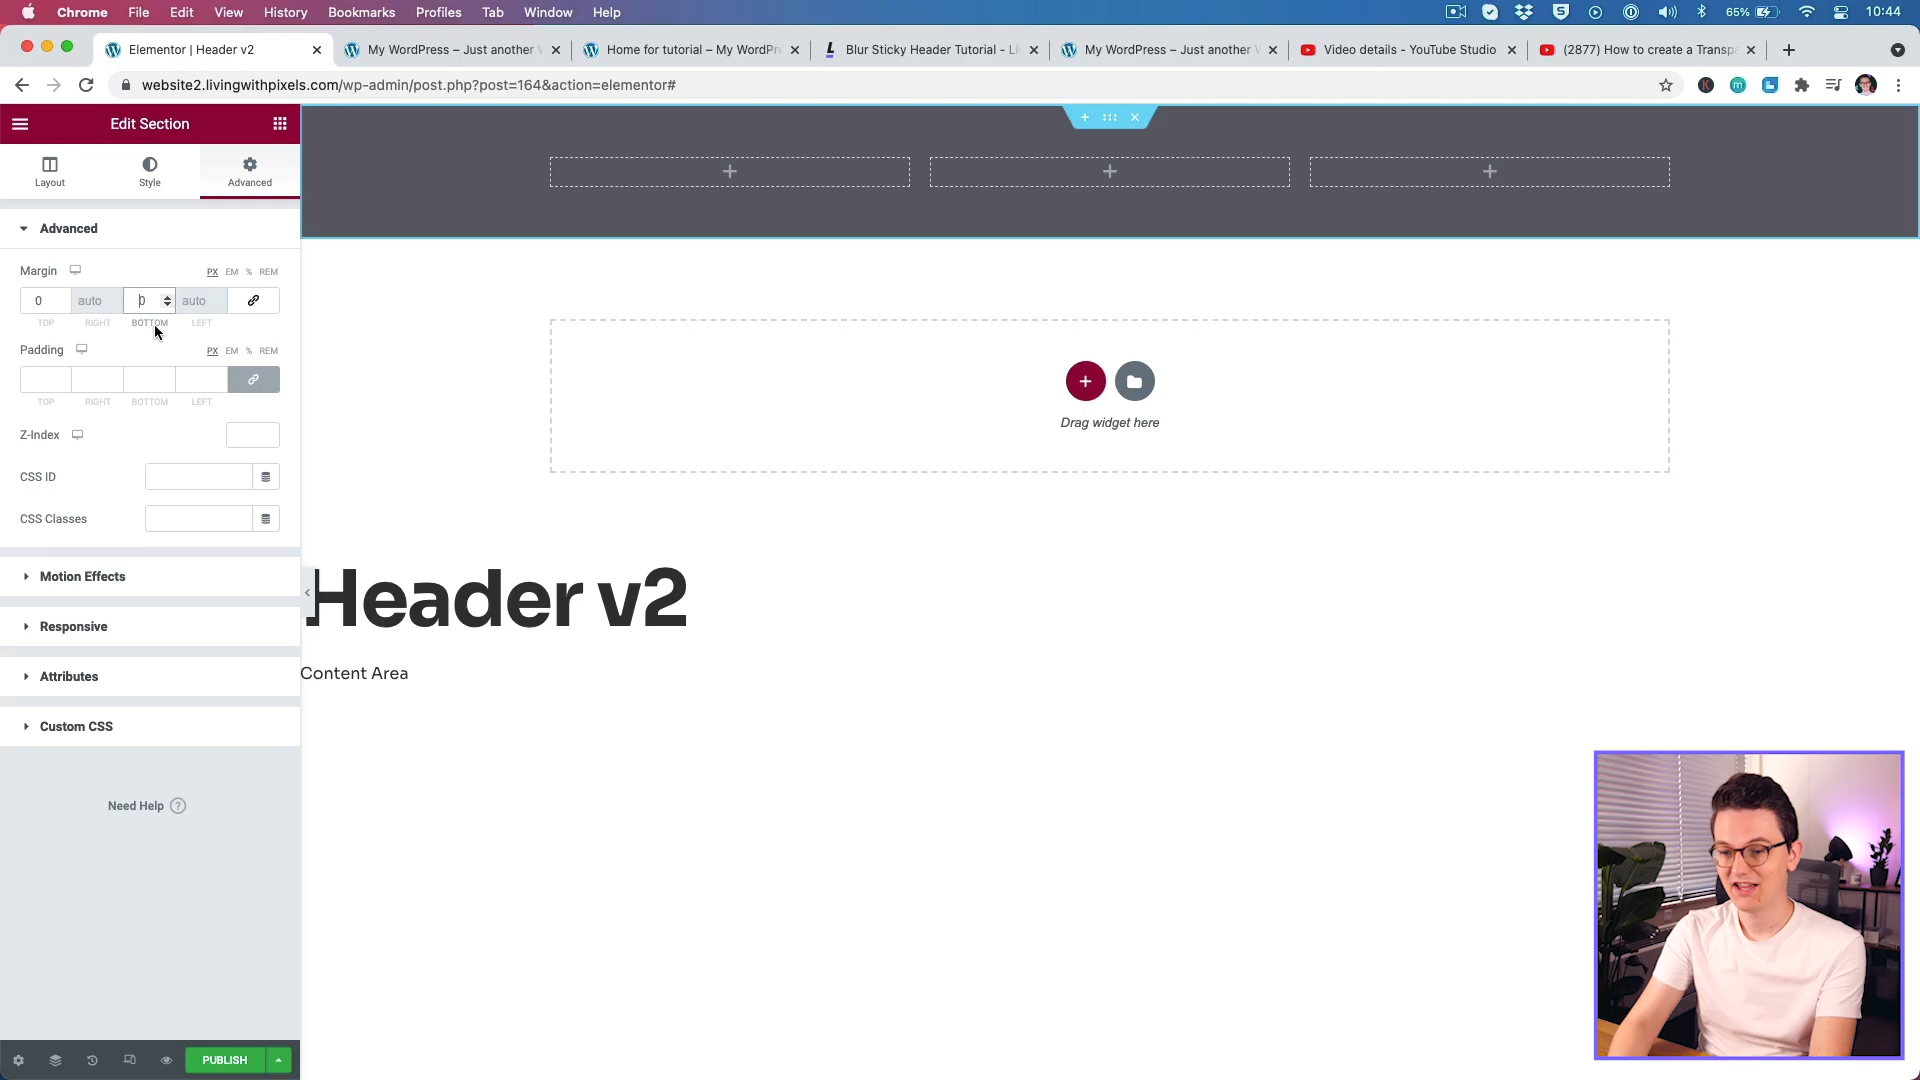 Chrome File Edit View History Bookmarks Profiles Tab Window Help 65% 10:44
Elementor | Header v2 My WordPress – Just another Home for tutorial – My WordPre Blur Sticky Header Tutorial - Li My WordPress – Just another Video details - YouTube Studio (2877) How to create a Transpa
website2.livingwithpixels.com/wp-admin/post.php?post=164&action=elementor#
Edit Section
Layout Style Advanced
Advanced
Margin PX EM % REM
0 auto 0 auto
TOP RIGHT BOTTOM LEFT
Padding PX EM % REM
TOP RIGHT BOTTOM LEFT
Z-Index
CSS ID
CSS Classes
Motion Effects
Responsive
Attributes
Custom CSS
Need Help ?
PUBLISH
Drag widget here
Header v2
Content Area